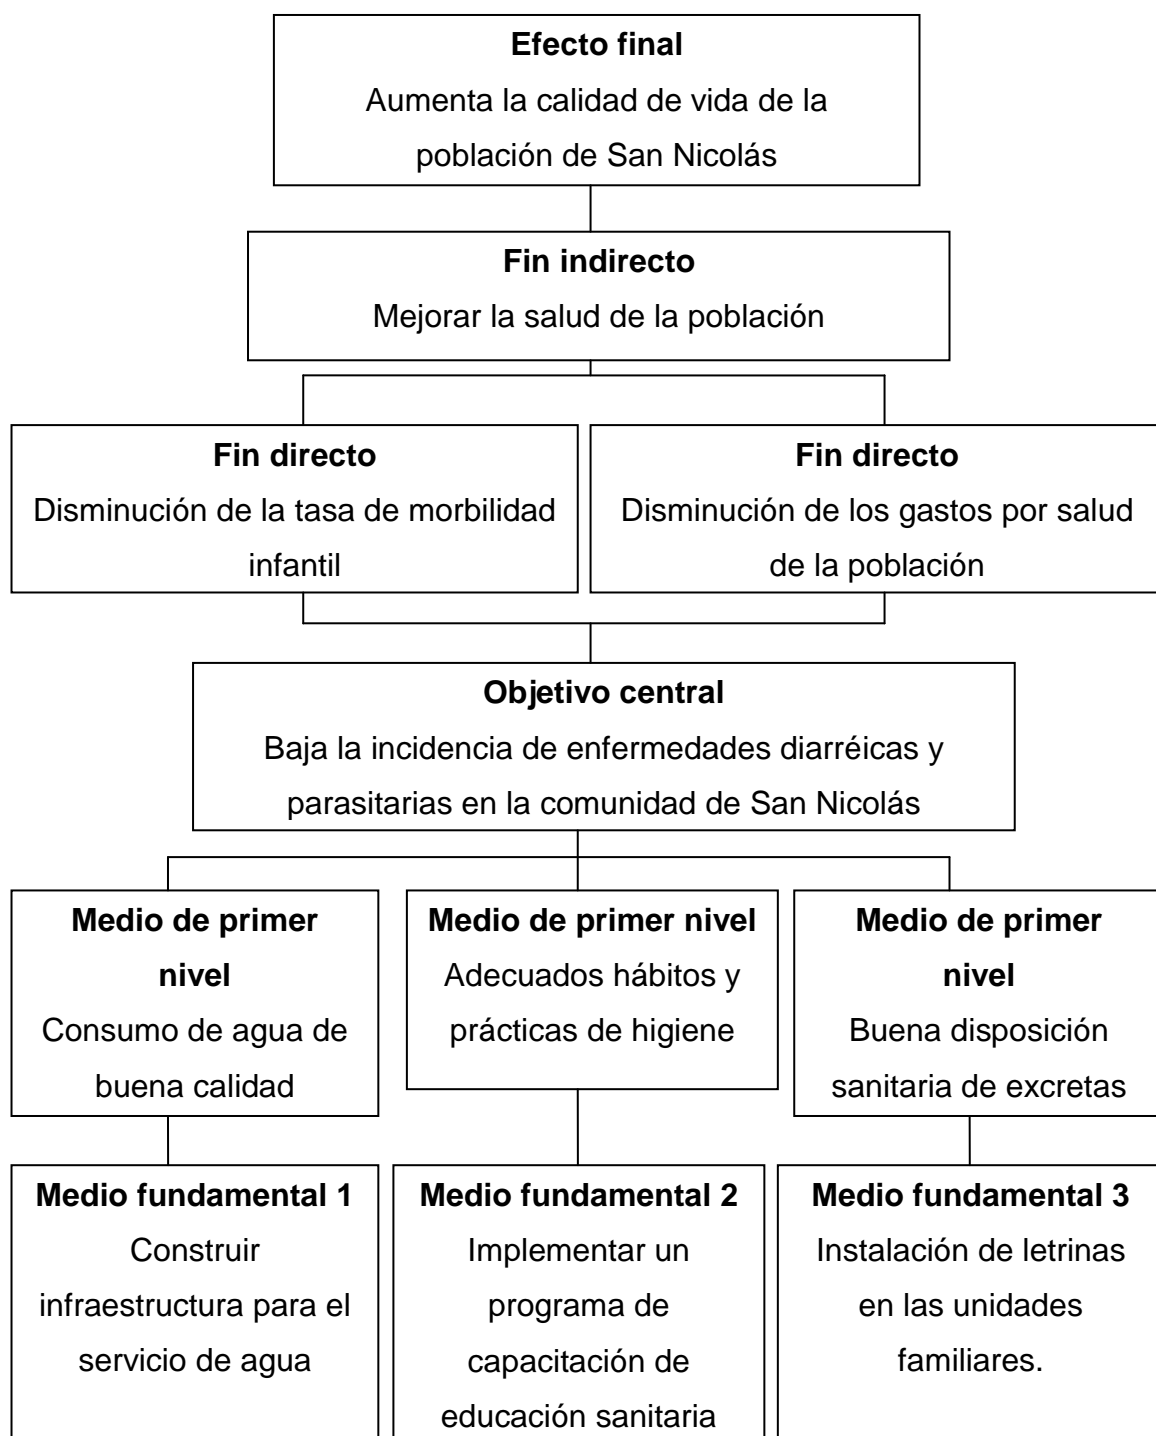 Efecto final
Aumenta la calidad de vida de la
población de San Nicolás
Fin indirecto
Mejorar la salud de la población
Fin directo
Disminución de la tasa de morbilidad
infantil
Fin directo
Disminución de los gastos por salud
de la población
Objetivo central
Baja la incidencia de enfermedades diarréicas y
parasitarias en la comunidad de San Nicolás
Medio de primer
nivel
Consumo de agua de
buena calidad
Medio de primer nivel
Adecuados hábitos y
prácticas de higiene
Medio de primer
nivel
Buena disposición
sanitaria de excretas
Medio fundamental 1
Construir
infraestructura para el
servicio de agua
Medio fundamental 2
Implementar un
programa de
capacitación de
educación sanitaria
Medio fundamental 3
Instalación de letrinas
en las unidades
familiares.